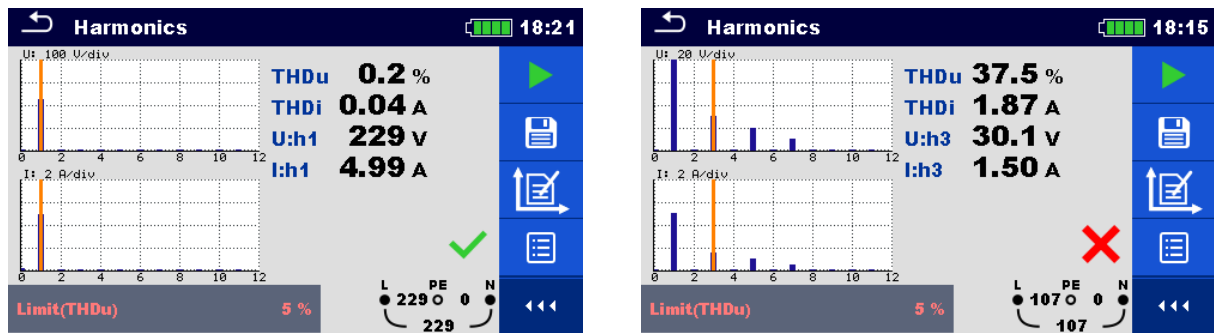 Harmonics 18:21
U: 100 V/div
THDu 0.2 %
THDi 0.04 A
U:h1 229 V
I:h1 4.99 A
0 2 4 6 8 10 12
I: 2 A/div
0 2 4 6 8 10 12
Limit(THDu) 5 %
L PE N
229 0
229
Harmonics 18:15
U: 20 V/div
THDu 37.5 %
THDi 1.87 A
U:h3 30.1 V
I:h3 1.50 A
0 2 4 6 8 10 12
I: 2 A/div
0 2 4 6 8 10 12
Limit(THDu) 5 %
L PE N
107 0
107